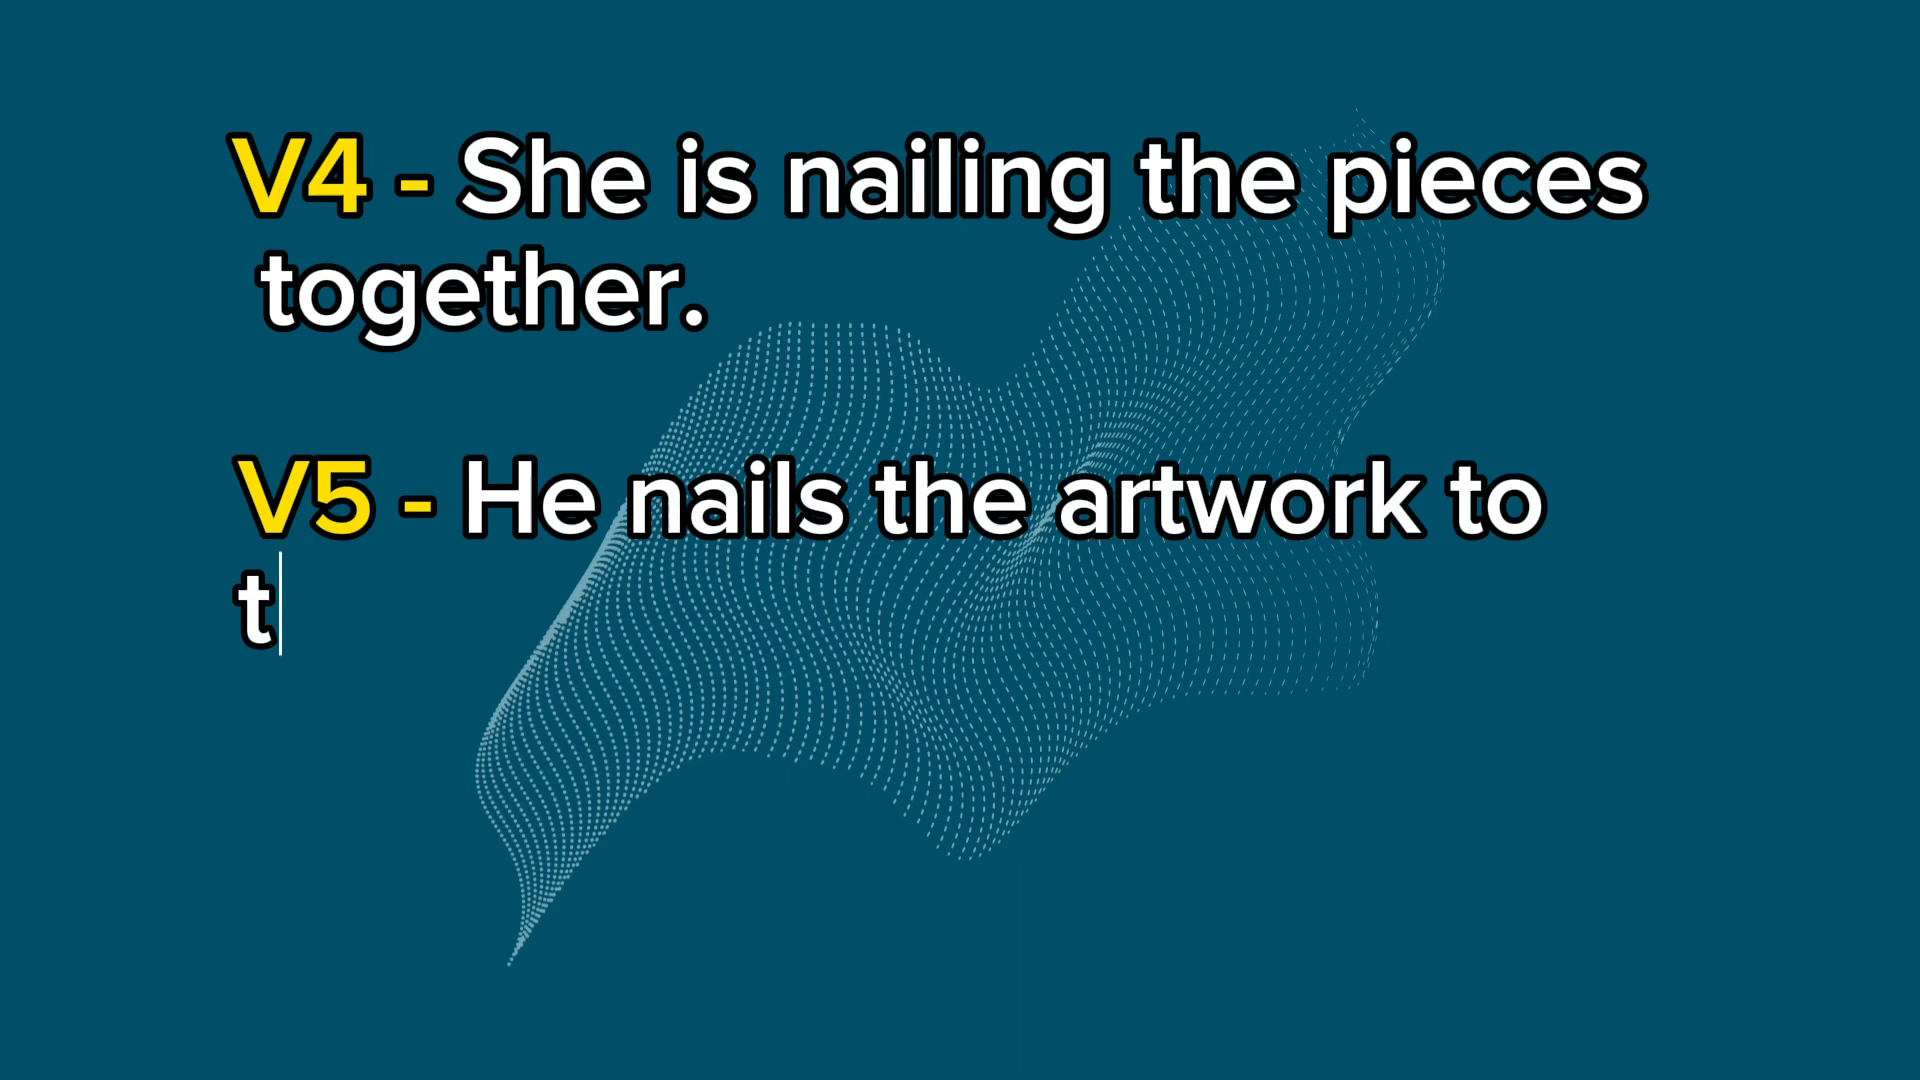 V4 - She is nailing the pieces
together.
V5 - He nails the artwork to
t